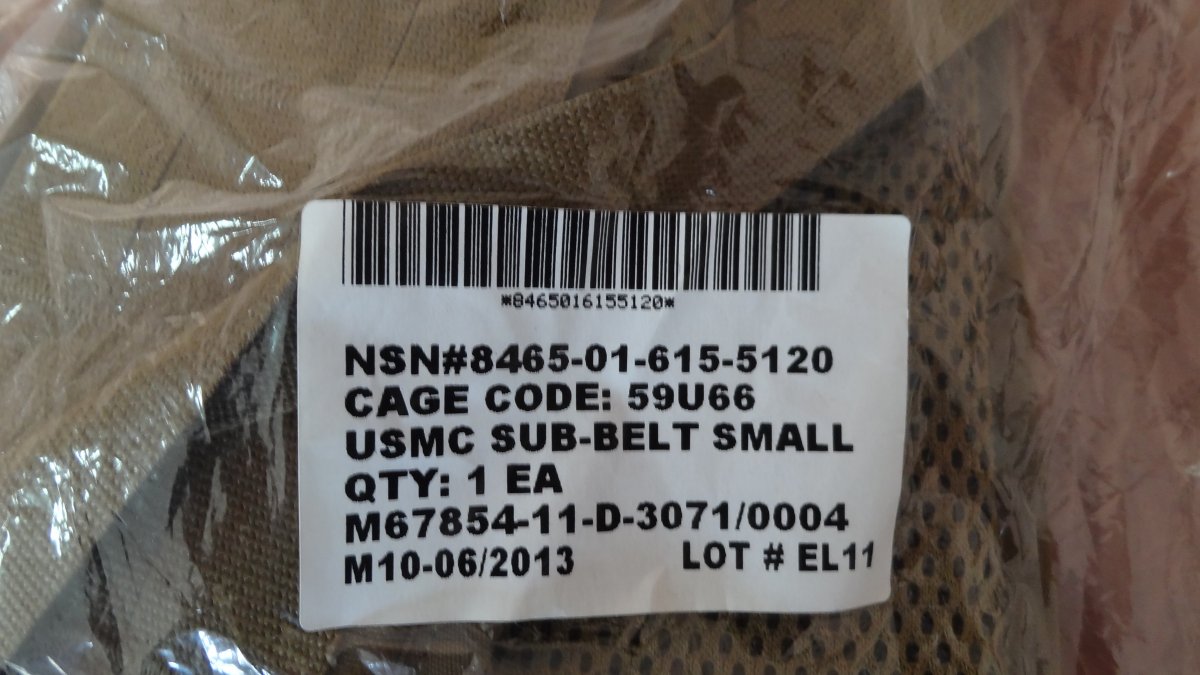 *8465016155120*
NSN#8465-01-615-5120
CAGE CODE: 59U66
USMC SUB-BELT SMALL
QTY: 1 EA
M67854-11-D-3071/0004
M10-06/2013 LOT # EL11